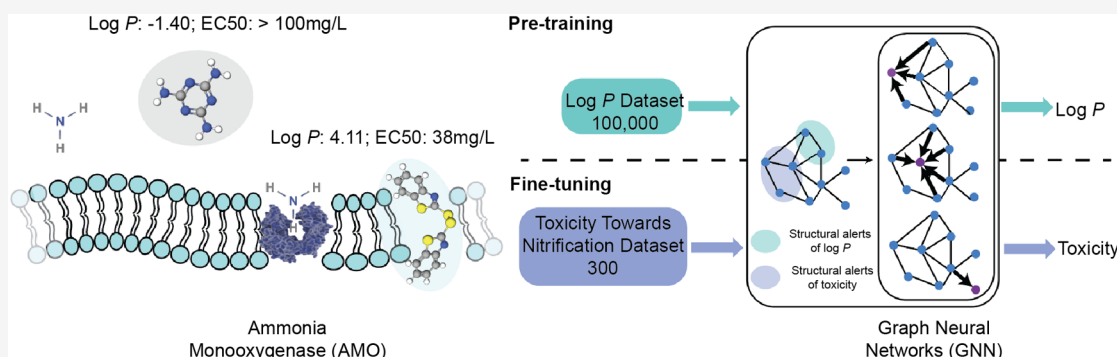 Log P: -1.40; EC50: > 100mg/L
H
H
N
H
Log P: 4.11; EC50: 38mg/L
H
H
N
H
Ammonia
Monooxygenase (AMO)
Pre-training
Log P Dataset
100,000
Log P
Fine-tuning
Toxicity Towards
Nitrification Dataset
300
Structural alerts
of log P
Structural alerts
of toxicity
Toxicity
Graph Neural
Networks (GNN)